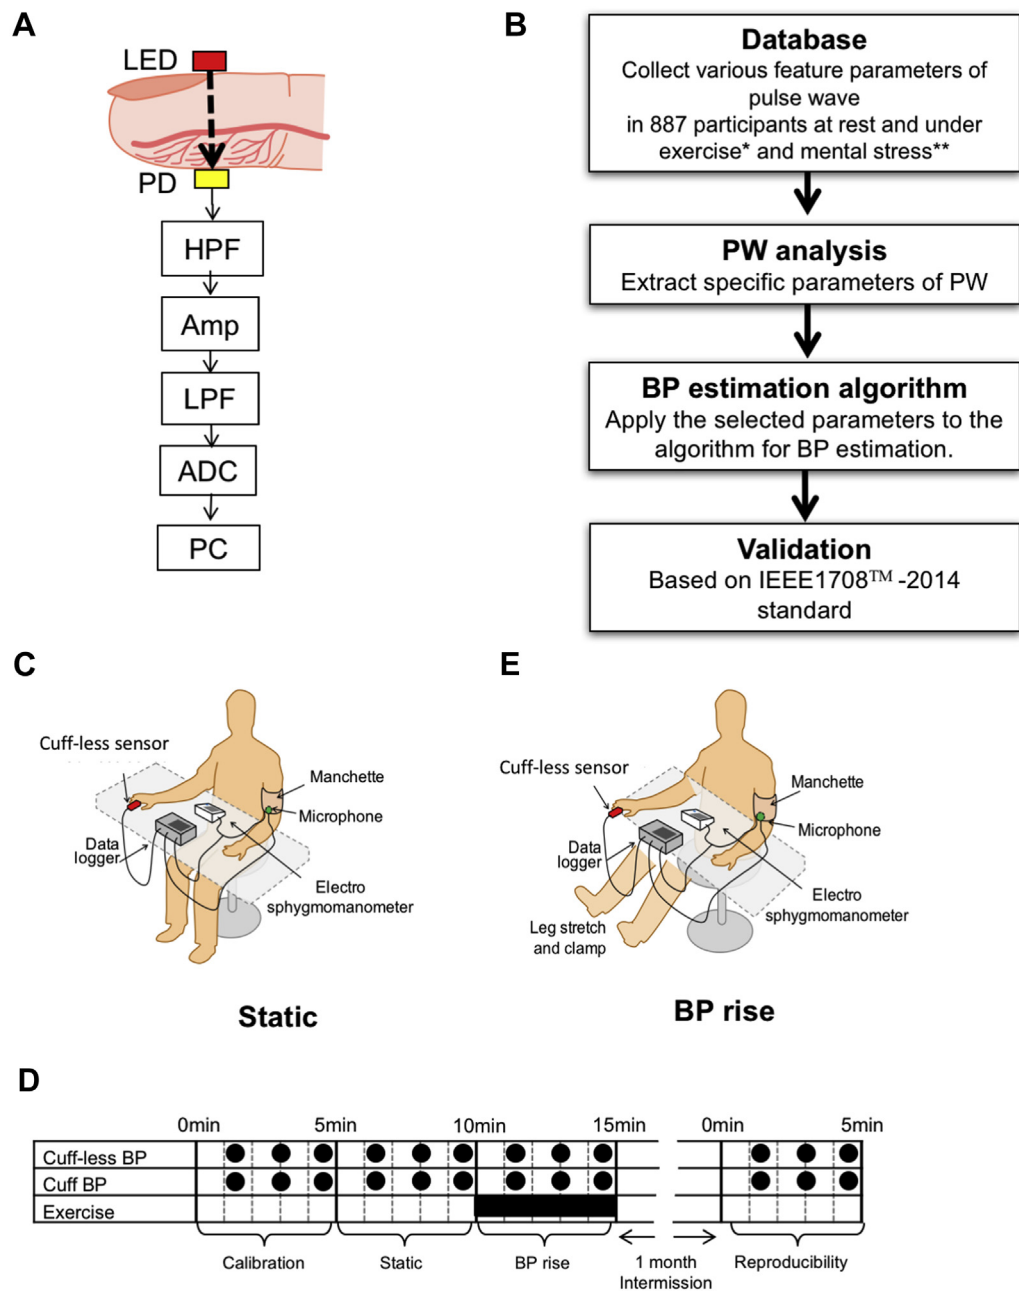 A
LED
PD
HPF
Amp
LPF
ADC
PC
B
Database
Collect various feature parameters of
pulse wave
in 887 participants at rest and under
exercise* and mental stress**
PW analysis
Extract specific parameters of PW
BP estimation algorithm
Apply the selected parameters to the
algorithm for BP estimation.
Validation
Based on IEEE1708™ -2014
standard
C
Cuff-less sensor
Manchette
Microphone
Data
logger
Electro
sphygmomanometer
Static
E
Cuff-less sensor
Manchette
Microphone
Data
logger
Electro
sphygmomanometer
Leg stretch
and clamp
BP rise
D
0min 5min 10min 15min 0min 5min
Cuff-less BP
Cuff BP
Exercise
Calibration Static BP rise 1 month Reproducibility
Intermission